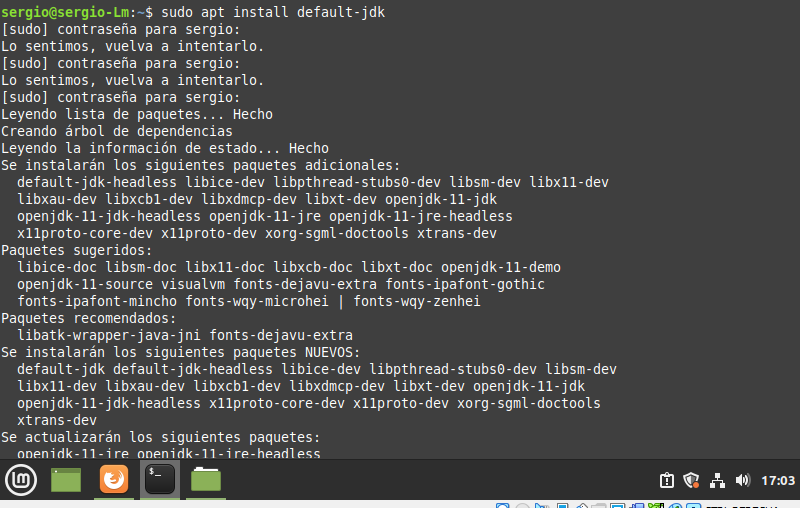 sergio@sergio-Lm:~$ sudo apt install default-jdk
[sudo] contraseña para sergio:
Lo sentimos, vuelva a intentarlo.
[sudo] contraseña para sergio:
Lo sentimos, vuelva a intentarlo.
[sudo] contraseña para sergio:
Leyendo lista de paquetes... Hecho
Creando árbol de dependencias
Leyendo la información de estado... Hecho
Se instalarán los siguientes paquetes adicionales:
  default-jdk-headless libice-dev libpthread-stubs0-dev libsm-dev libx11-dev
  libxau-dev libxcb1-dev libxdmcp-dev libxt-dev openjdk-11-jdk
  openjdk-11-jdk-headless openjdk-11-jre openjdk-11-jre-headless
  x11proto-core-dev x11proto-dev xorg-sgml-doctools xtrans-dev
Paquetes sugeridos:
  libice-doc libsm-doc libx11-doc libxcb-doc libxt-doc openjdk-11-demo
  openjdk-11-source visualvm fonts-dejavu-extra fonts-ipafont-gothic
  fonts-ipafont-mincho fonts-wqy-microhei | fonts-wqy-zenhei
Paquetes recomendados:
  libatk-wrapper-java-jni fonts-dejavu-extra
Se instalarán los siguientes paquetes NUEVOS:
  default-jdk default-jdk-headless libice-dev libpthread-stubs0-dev libsm-dev
  libx11-dev libxau-dev libxcb1-dev libxdmcp-dev libxt-dev openjdk-11-jdk
  openjdk-11-jdk-headless x11proto-core-dev x11proto-dev xorg-sgml-doctools
  xtrans-dev
Se actualizarán los siguientes paquetes:
  openjdk-11-jre openjdk-11-jre-headless
lm
$_
17:03